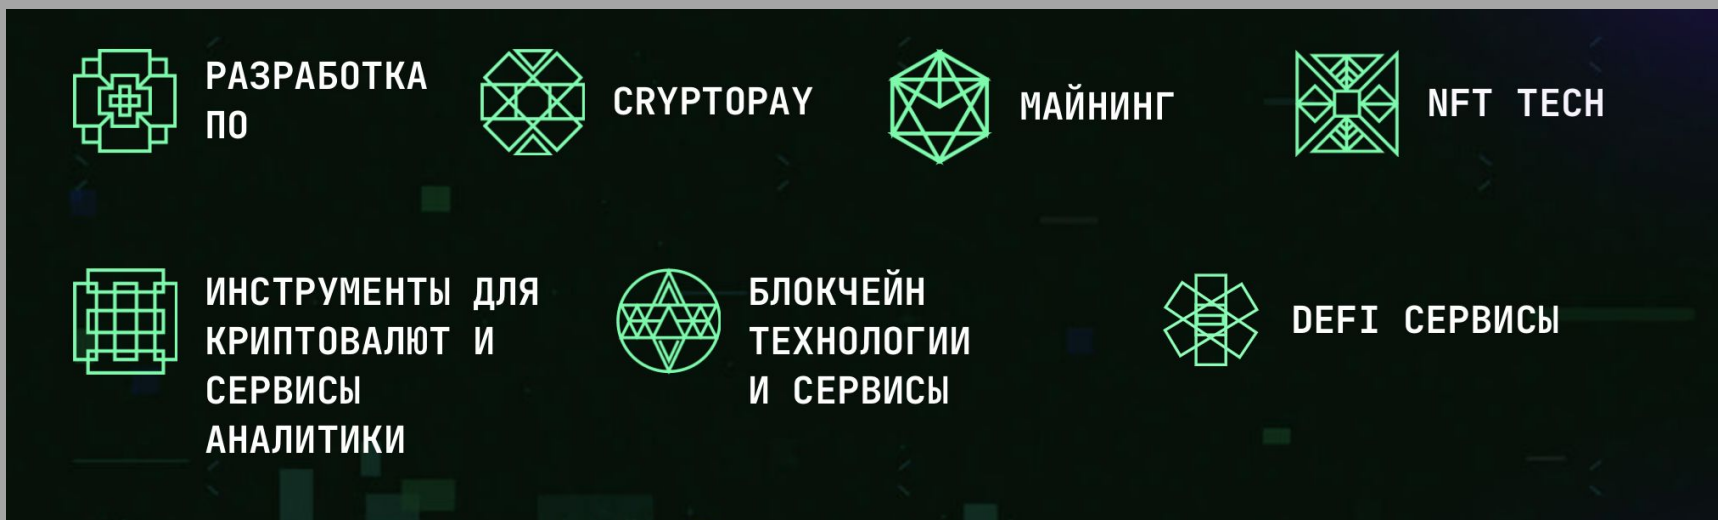 РАЗРАБОТКА
ПО
CRYPTOPAY
МАЙНИНГ
NFT TECH
ИНСТРУМЕНТЫ ДЛЯ
КРИПТОВАЛЮТ И
СЕРВИСЫ
АНАЛИТИКИ
БЛОКЧЕЙН
ТЕХНОЛОГИИ
И СЕРВИСЫ
DEFI СЕРВИСЫ